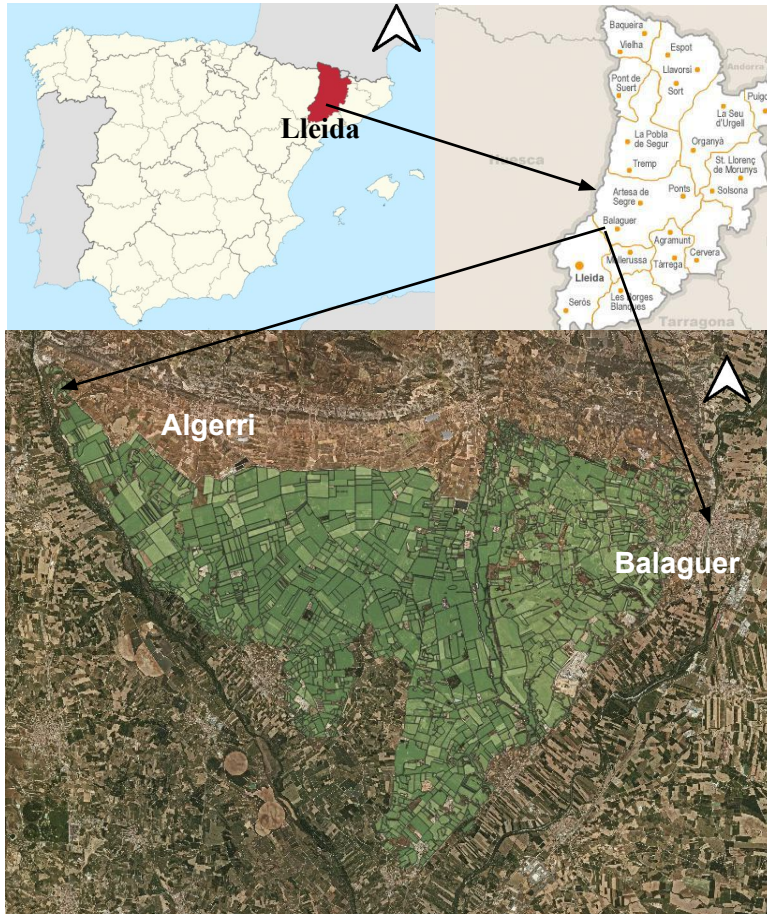 Lleida
Baqueira
Vielha
Espot
Llavorsí
Andorra
Pont de
Suert
Sort
Puigc
La Seu
d'Urgell
Huesca
La Pobla
de Segur
Organyà
St. Llorenç
de Morunys
Tremp
Solsona
Artesa de
Segre
Ponts
Balaguer
Agramunt
Cervera
Mollerussa
Tàrrega
Lleida
Les Borges
Blanques
Seròs
Tarragona
Algerri
Balaguer